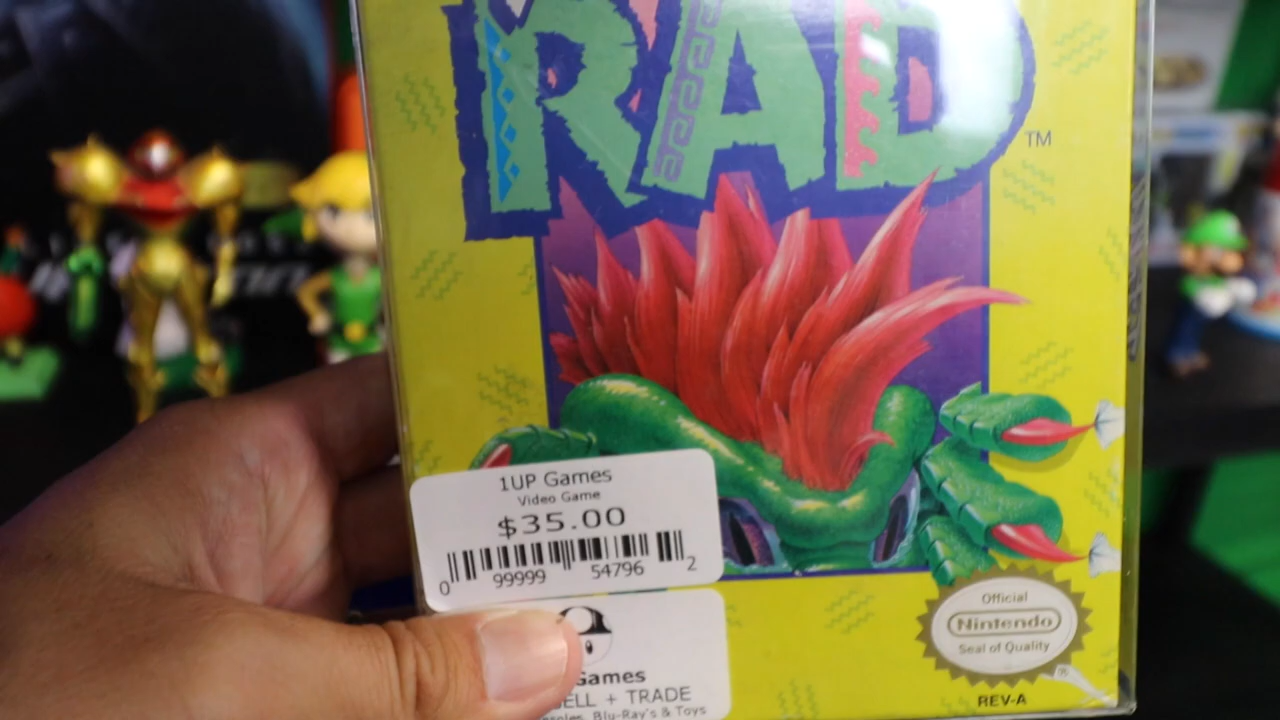 RAD
TM
1UP Games
Video Game
$35.00
0 99999 54796 2
Games
ELL + TRADE
Blu-Ray's & Toys
Official
Nintendo
Seal of Quality
®
REV-A